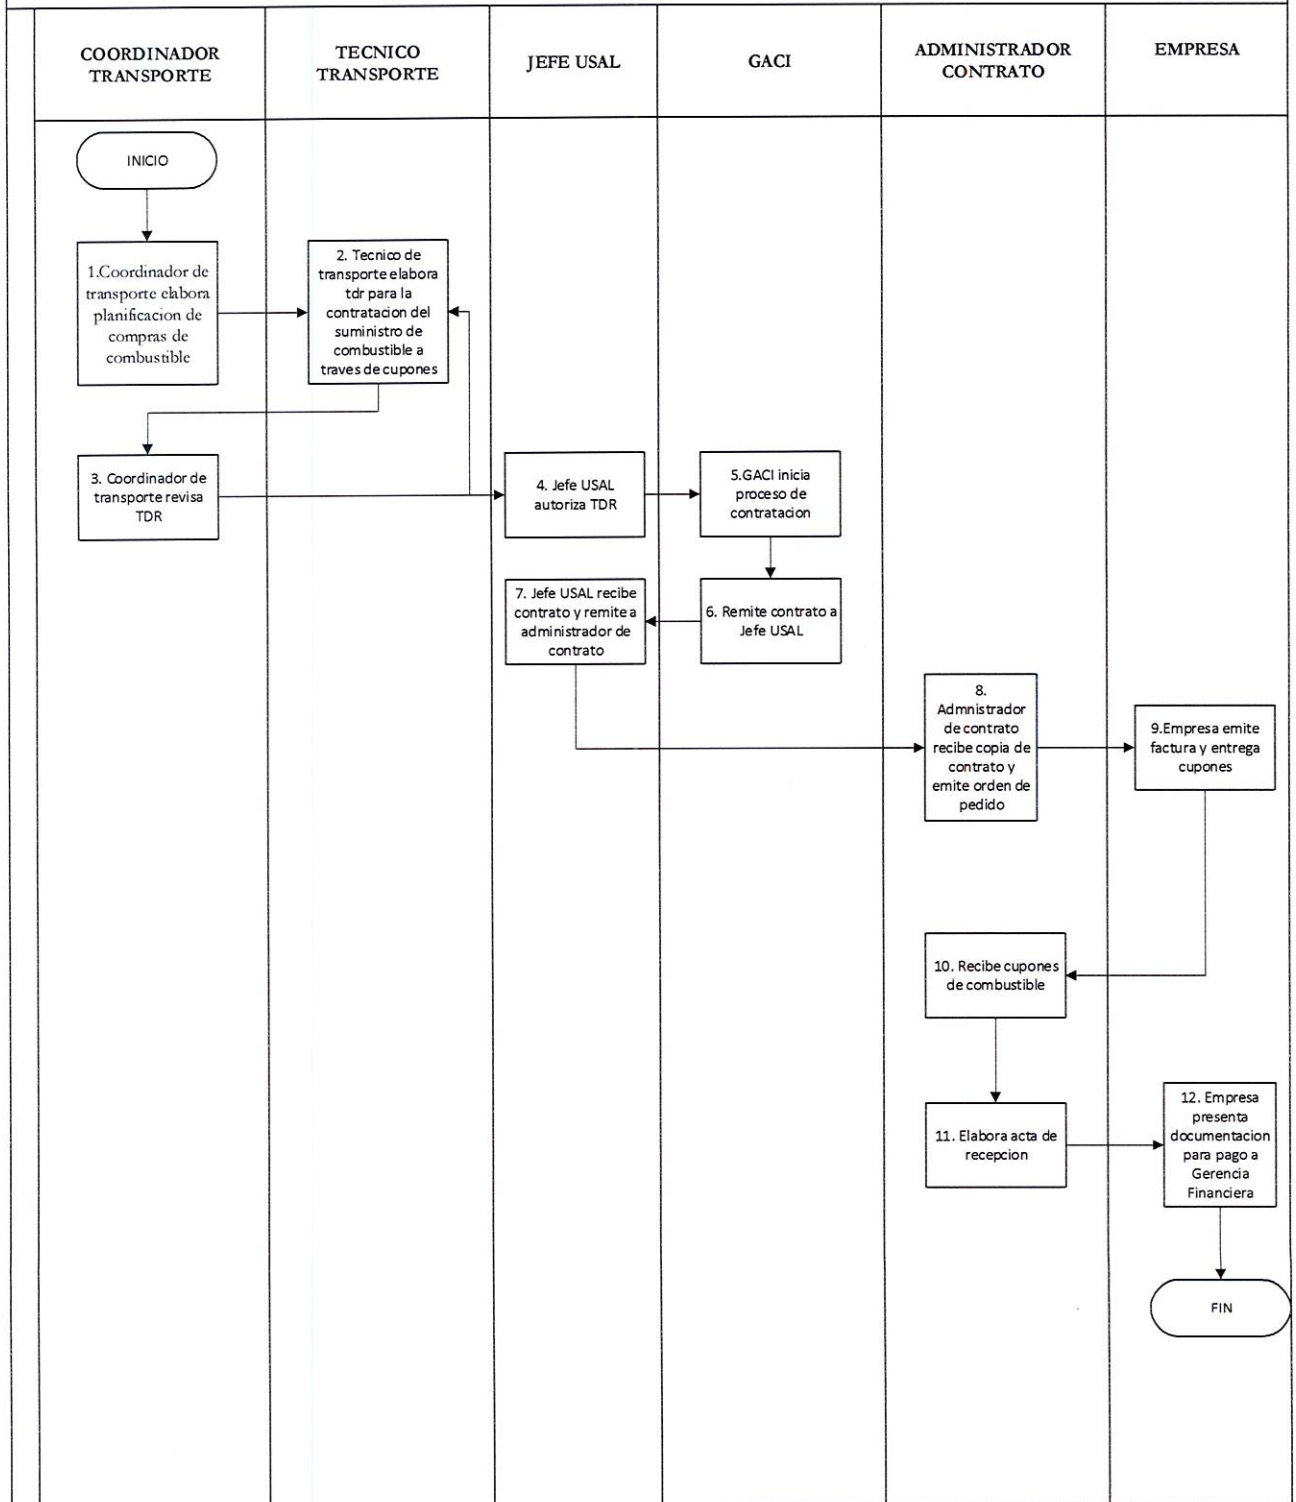 COORDINADOR
TRANSPORTE
TECNICO
TRANSPORTE
JEFE USAL
GACI
ADMINISTRADOR
CONTRATO
EMPRESA
INICIO
1.Coordinador de
transporte elabora
planificacion de
compras de
combustible
2. Tecnico de
transporte elabora
tdr para la
contratacion del
suministro de
combustible a
traves de cupones
3. Coordinador de
transporte revisa
TDR
4. Jefe USAL
autoriza TDR
5.GACI inicia
proceso de
contratacion
7. Jefe USAL recibe
contrato y remite a
administrador de
contrato
6. Remite contrato a
Jefe USAL
8.
Admnistrador
de contrato
recibe copia de
contrato y
emite orden de
pedido
9.Empresa emite
factura y entrega
cupones
10. Recibe cupones
de combustible
11. Elabora acta de
recepcion
12. Empresa
presenta
documentacion
para pago a
Gerencia
Financiera
FIN